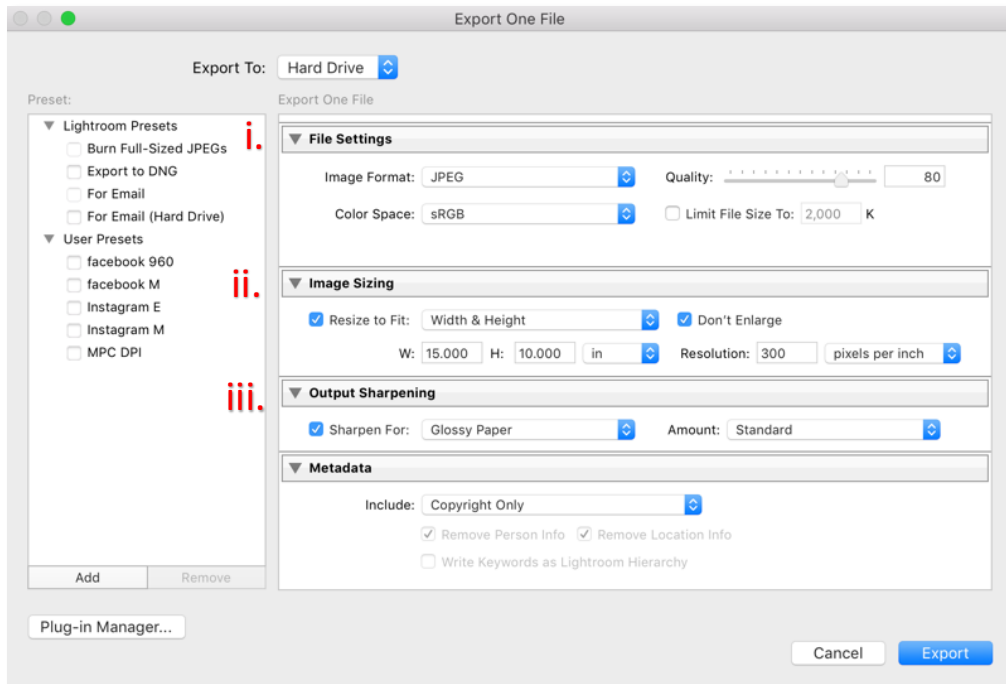 Export One File
Export To: Hard Drive
Preset:
Export One File
Lightroom Presets
Burn Full-Sized JPEGs
Export to DNG
For Email
For Email (Hard Drive)
User Presets
facebook 960
facebook M
Instagram E
Instagram M
MPC DPI
Add Remove
Plug-in Manager...
i.
File Settings
Image Format: JPEG Quality: 80
Color Space: sRGB Limit File Size To: 2,000 K
ii.
Image Sizing
Resize to Fit: Width & Height Don't Enlarge
W: 15.000 H: 10.000 in Resolution: 300 pixels per inch
iii.
Output Sharpening
Sharpen For: Glossy Paper Amount: Standard
Metadata
Include: Copyright Only
Remove Person Info Remove Location Info
Write Keywords as Lightroom Hierarchy
Cancel Export